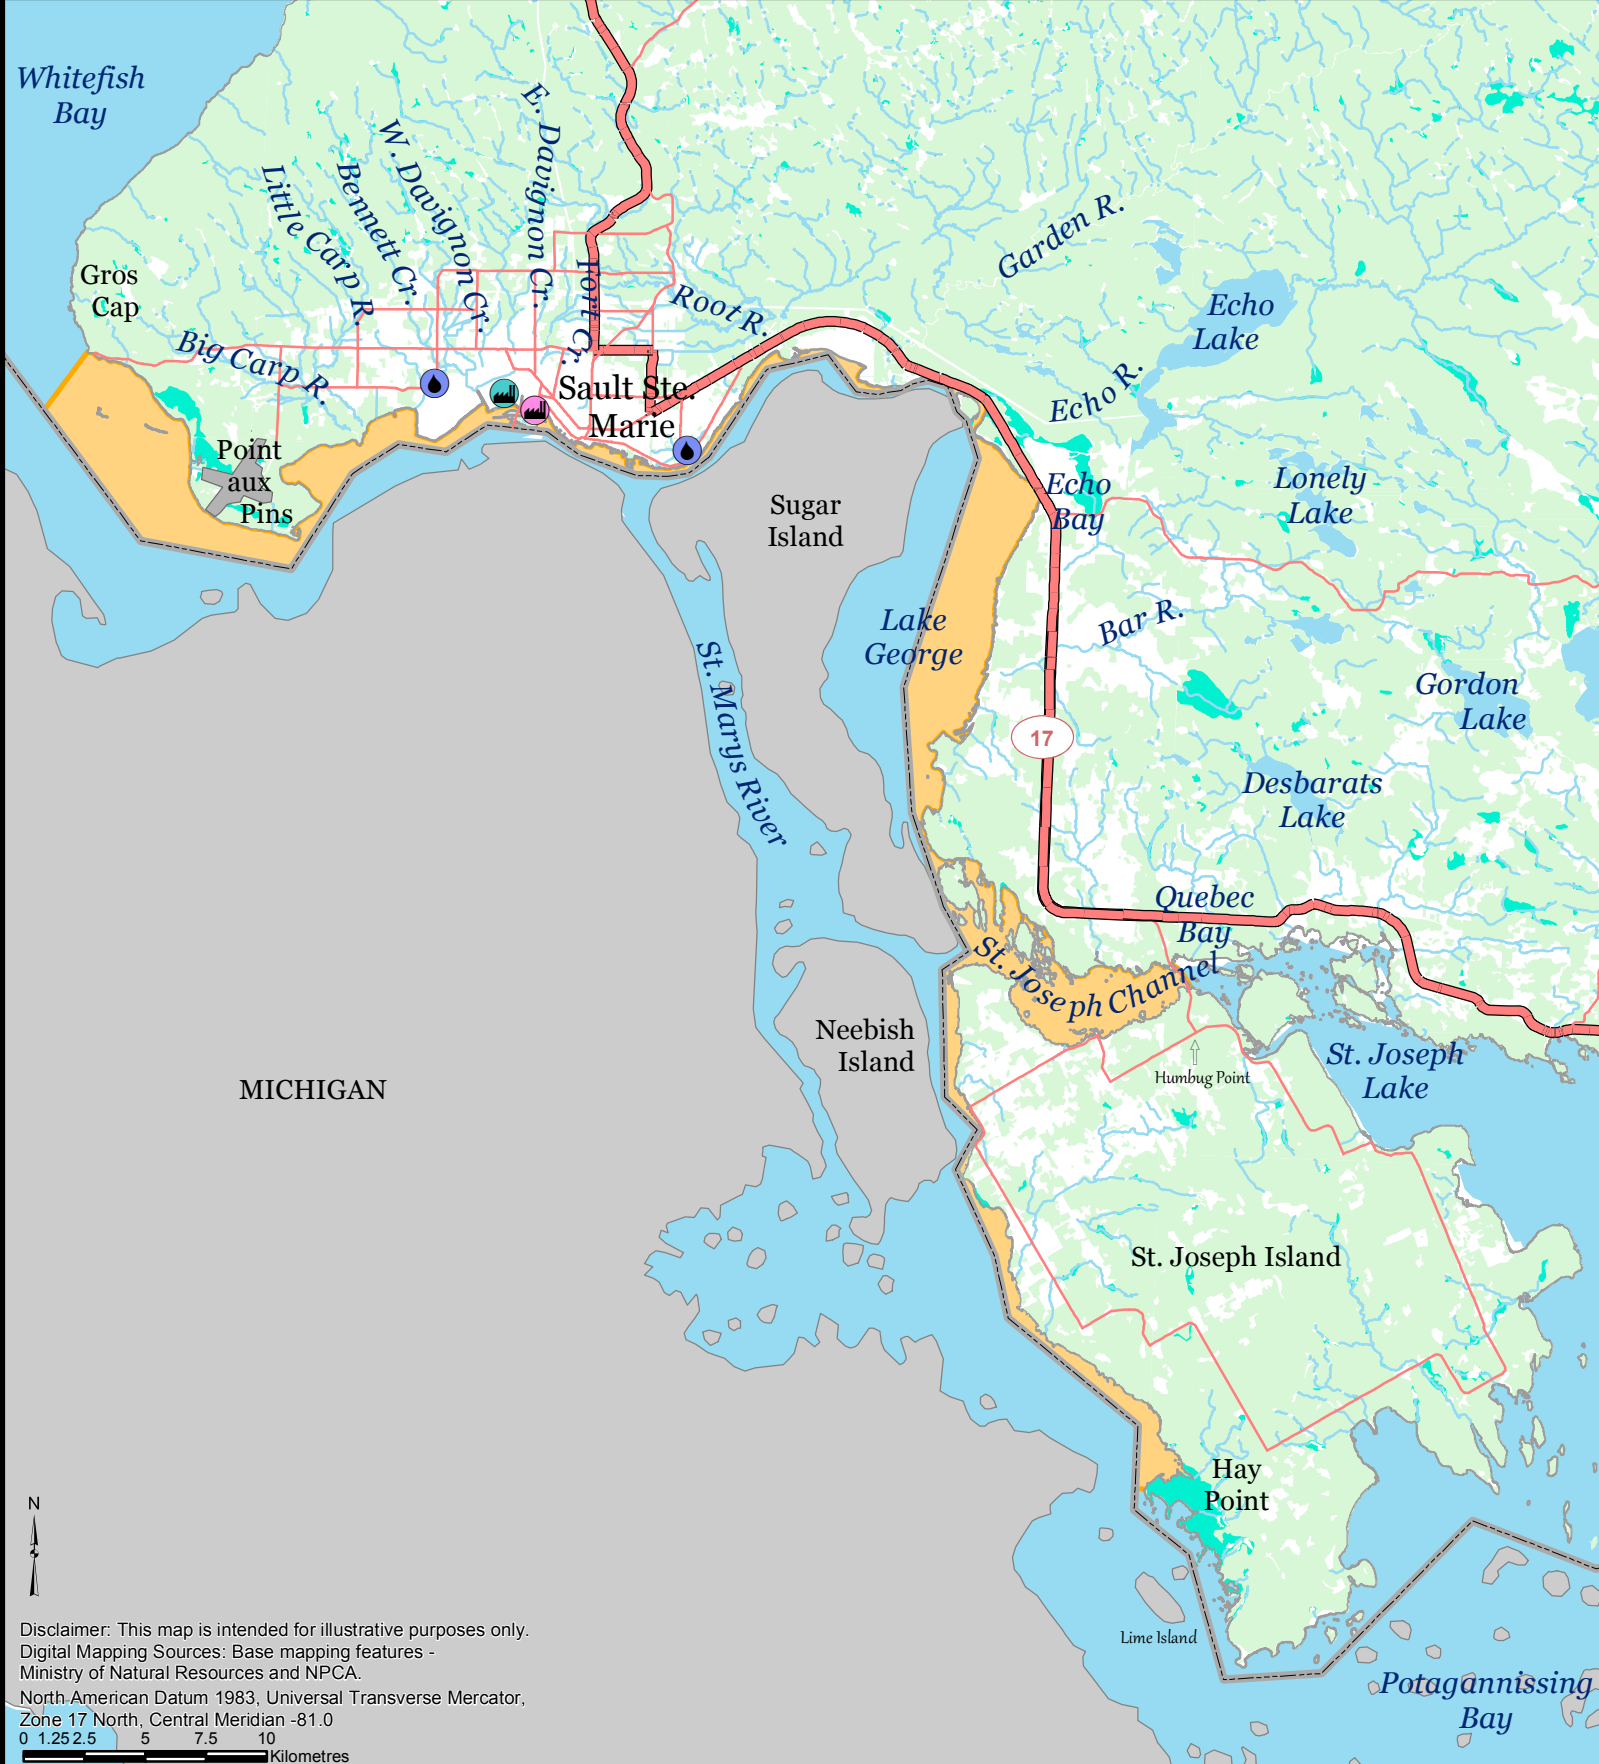 Whitefish
Bay
E. Davignon Cr.
W. Davignon Cr.
Bennett Cr.
Little Carp R.
Garden R.
Gros
Cap
Fort Cr.
Root R.
Echo
Lake
Big Carp R.
Echo R.
Sault Ste.
Marie
Point
aux
Pins
Sugar
Island
Echo
Bay
Lonely
Lake
Lake
George
Bar R.
St. Marys River
Gordon
Lake
17
Desbarats
Lake
Quebec
Bay
St. Joseph Channel
Neebish
Island
MICHIGAN
Humbug Point
St. Joseph
Lake
St. Joseph Island
Hay
Point
N
Lime Island
Potagannissing
Bay
Disclaimer: This map is intended for illustrative purposes only.
Digital Mapping Sources: Base mapping features -
Ministry of Natural Resources and NPCA.
North American Datum 1983, Universal Transverse Mercator,
Zone 17 North, Central Meridian -81.0
0 1.25 2.5 5 7.5 10
Kilometres